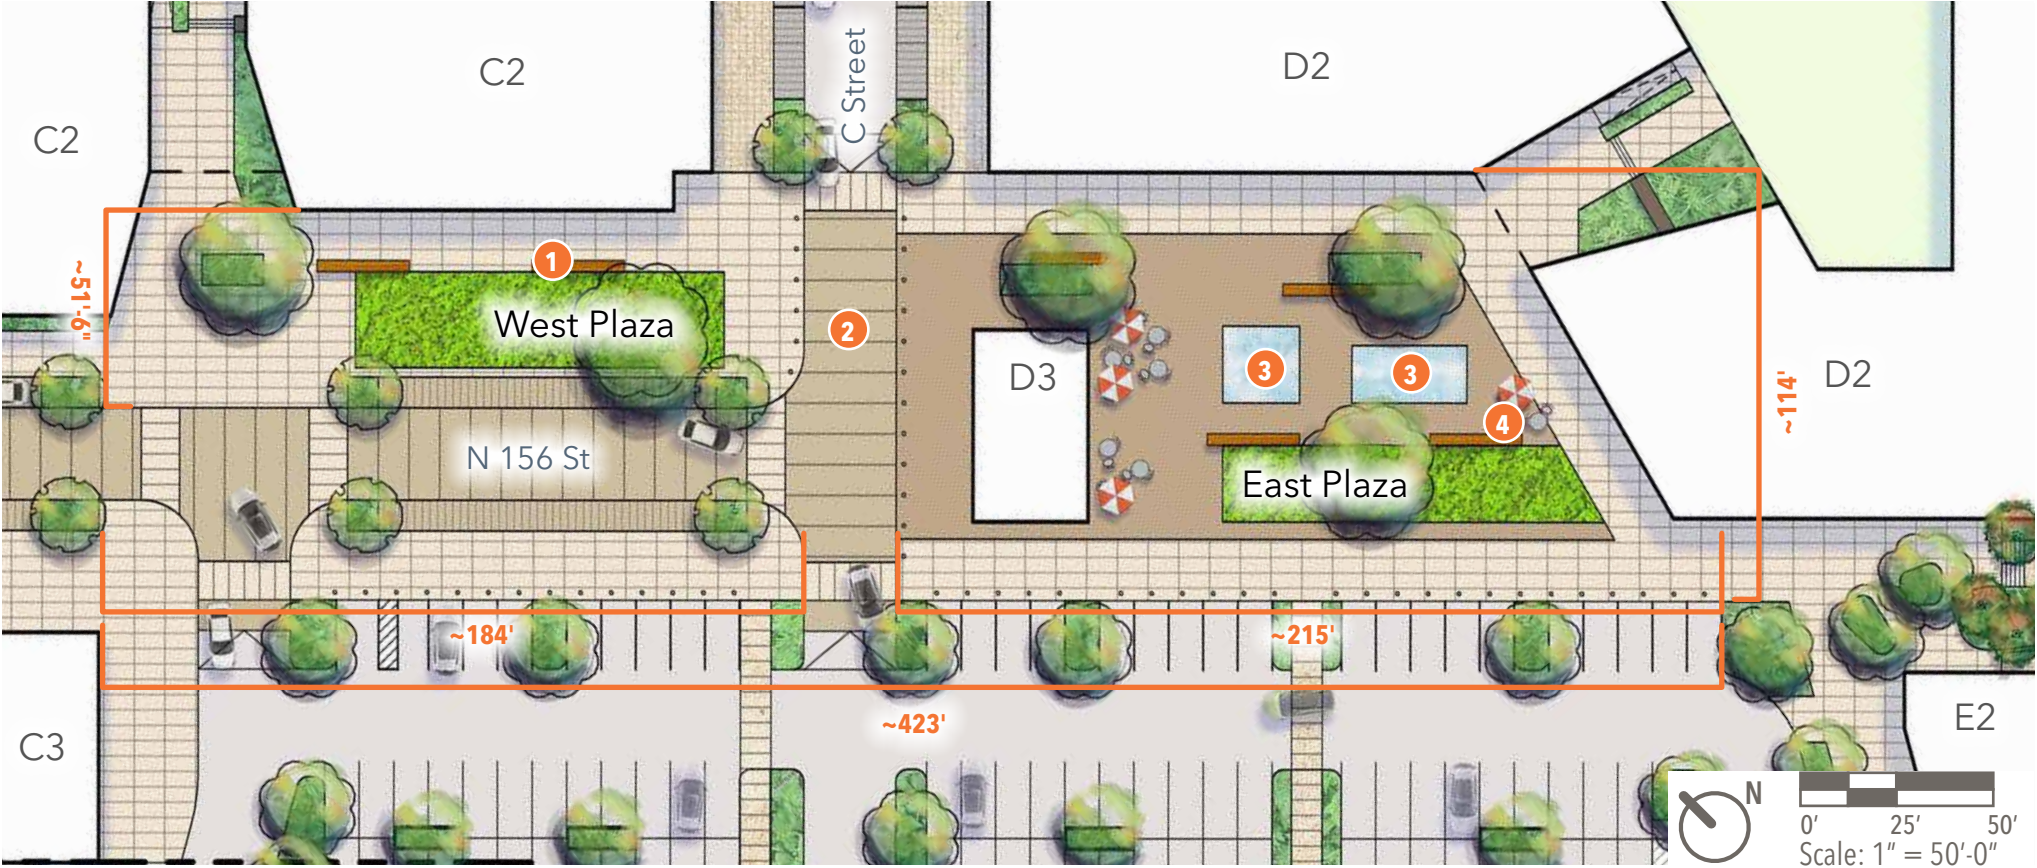 C Street
C2
D2
C2
~51'-6"
1
West Plaza
2
D3
3
3
4
D2
~114'
N 156 St
East Plaza
~184'
~215'
~423'
C3
E2
N
0' 25' 50'
Scale: 1" = 50'-0"